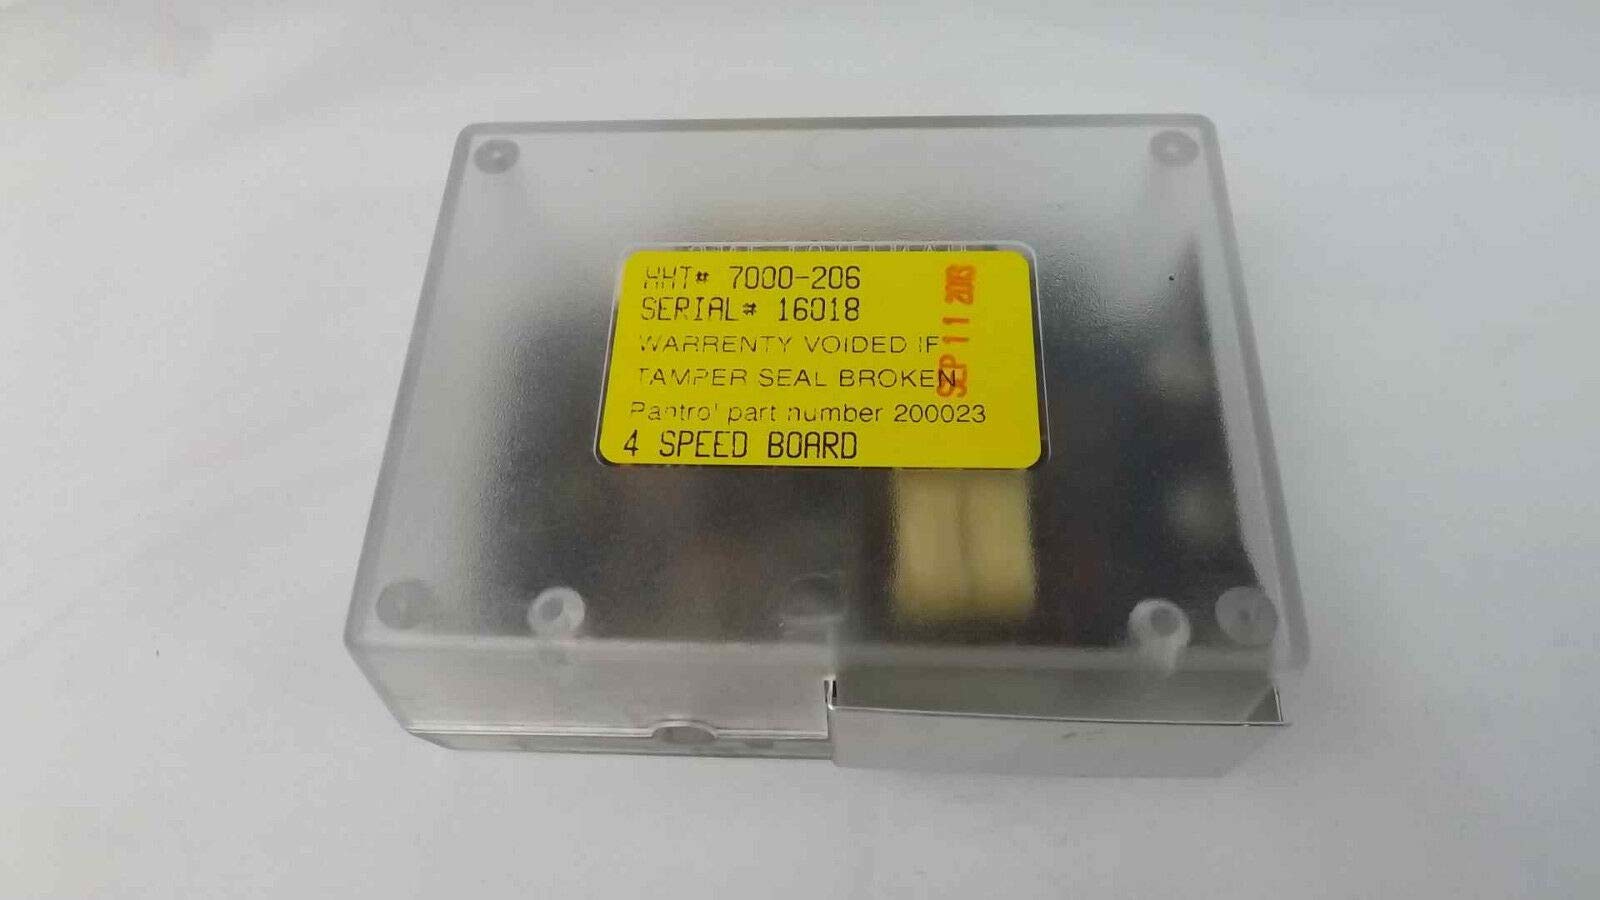 HHT# 7000-206
SERIAL# 16018
WARRENTY VOIDED IF
TAMPER SEAL BROKEN
Pantrol part number 200023
4 SPEED BOARD
SEP 11 2013